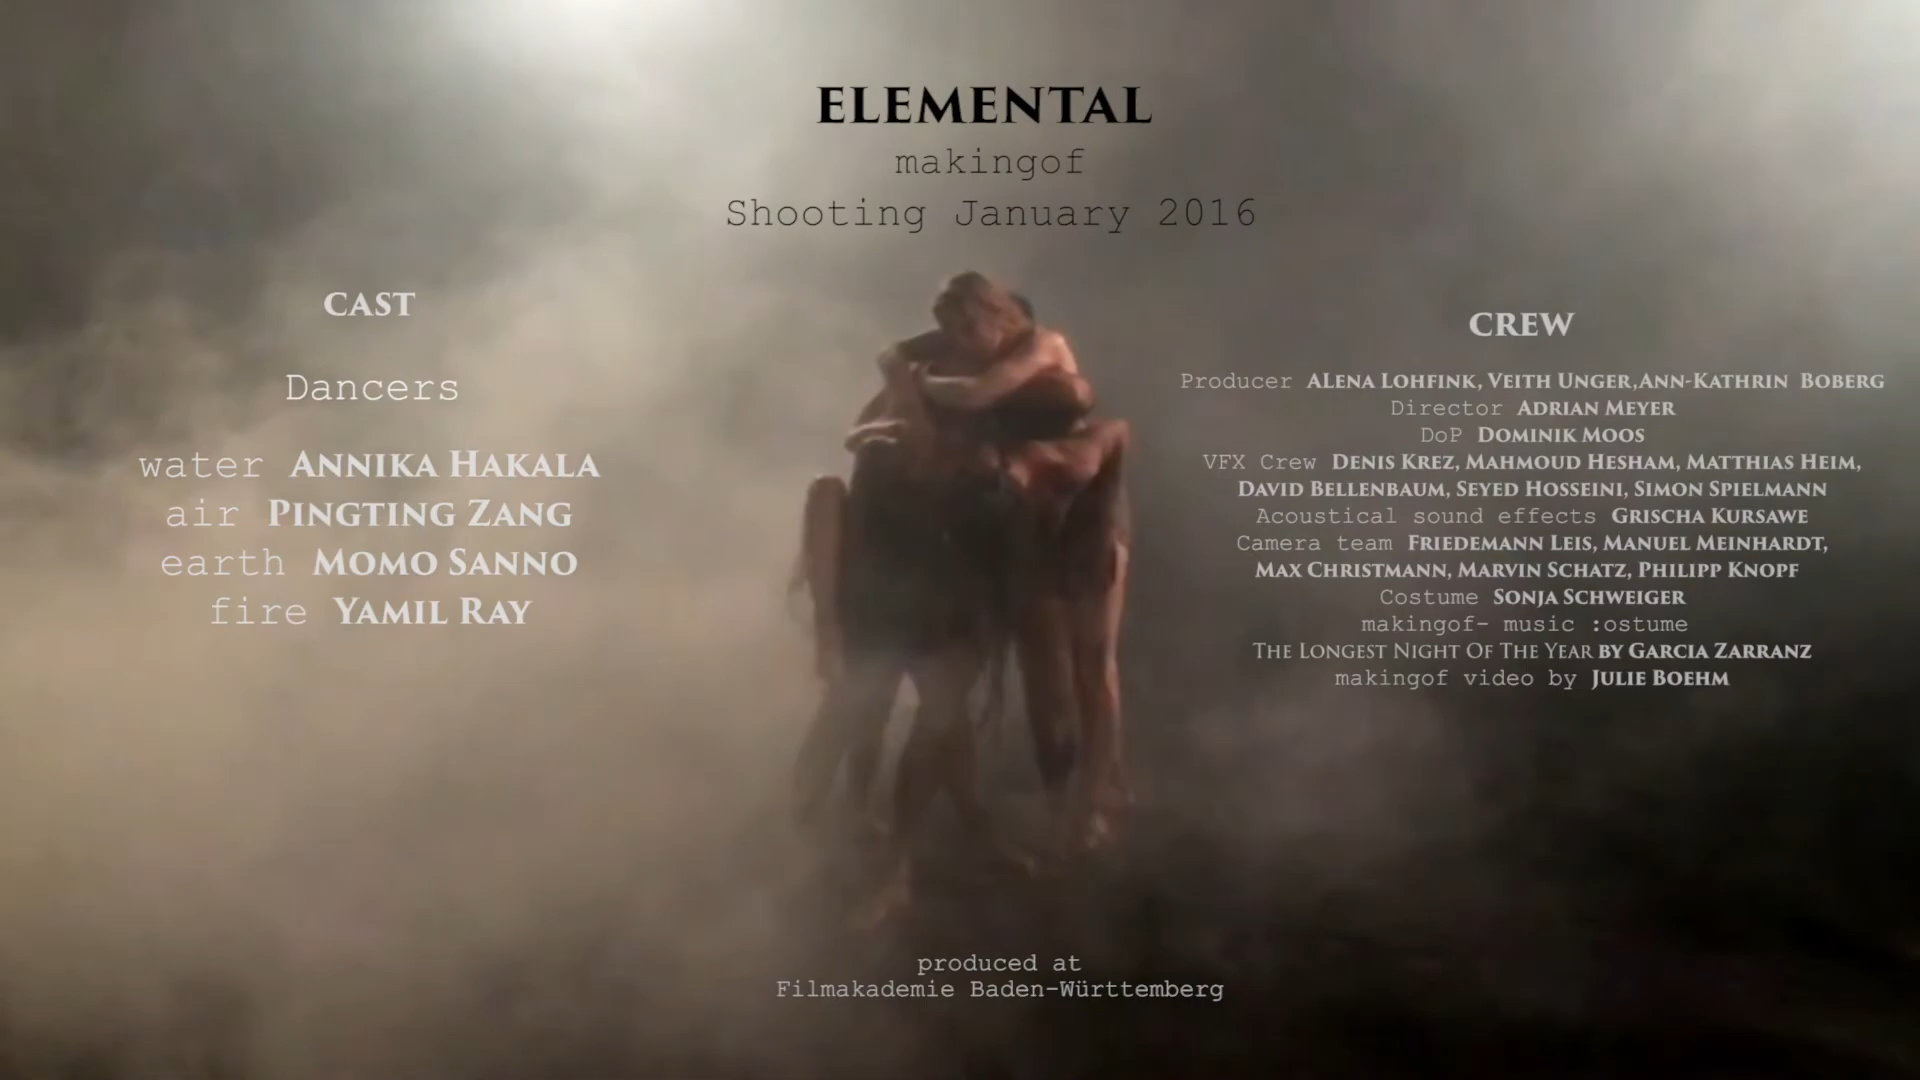 ELEMENTAL
makingof
Shooting January 2016
CAST
Dancers
water ANNIKA HAKALA
air PINGTING ZANG
earth MOMO SANNO
fire YAMIL RAY
CREW
Producer ALENA LOHFINK, VEITH UNGER,ANN-KATHRIN BOBERG
Director ADRIAN MEYER
DoP DOMINIK MOOS
VFX Crew DENIS KREZ, MAHMOUD HESHAM, MATTHIAS HEIM,
DAVID BELLENBAUM, SEYED HOSSEINI, SIMON SPIELMANN
Acoustical sound effects GRISCHA KURSAWE
Camera team FRIEDEMANN LEIS, MANUEL MEINHARDT,
MAX CHRISTMANN, MARVIN SCHATZ, PHILIPP KNOPF
Costume SONJA SCHWEIGER
makingof- music :ostume
THE LONGEST NIGHT OF THE YEAR BY GARCIA ZARRANZ
makingof video by JULIE BOEHM
produced at
Filmakademie Baden-Württemberg